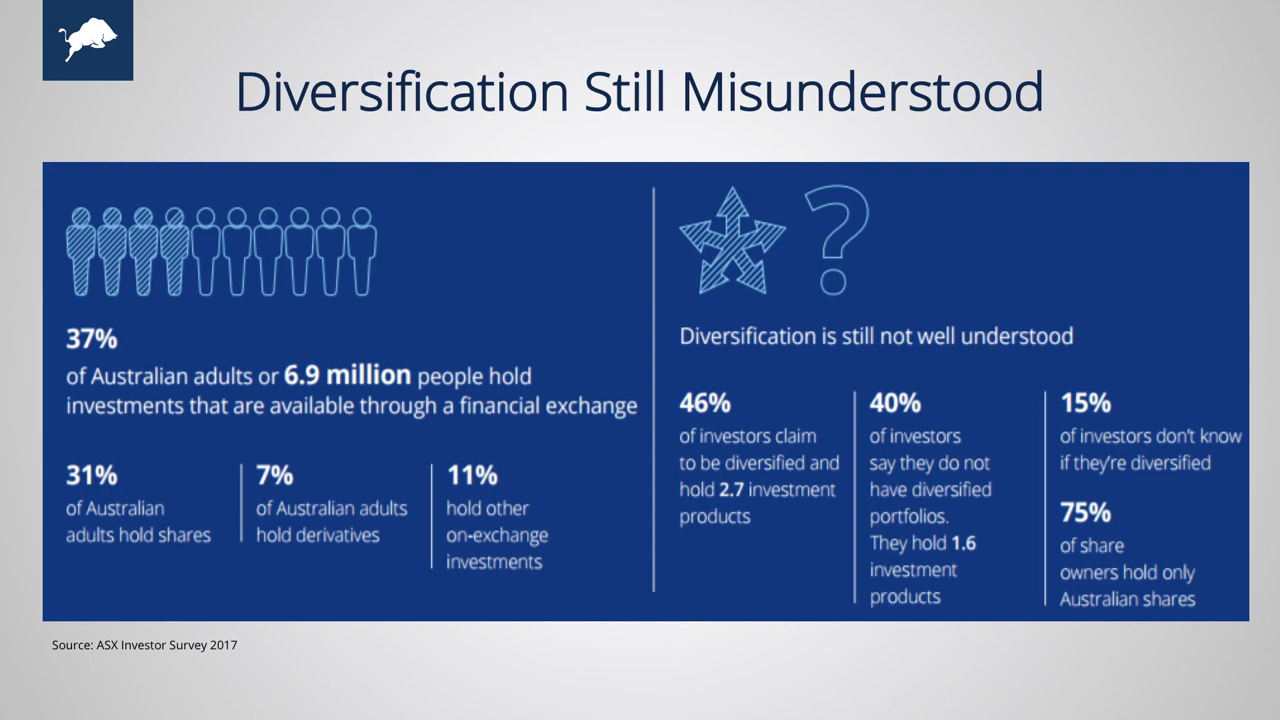 Diversification Still Misunderstood
37%
of Australian adults or 6.9 million people hold
investments that are available through a financial exchange
31%
of Australian
adults hold shares
7%
of Australian adults
hold derivatives
11%
hold other
on-exchange
investments
Diversification is still not well understood
46%
of investors claim
to be diversified and
hold 2.7 investment
products
40%
of investors
say they do not
have diversified
portfolios.
They hold 1.6
investment
products
15%
of investors don't know
if they're diversified
75%
of share
owners hold only
Australian shares
Source: ASX Investor Survey 2017